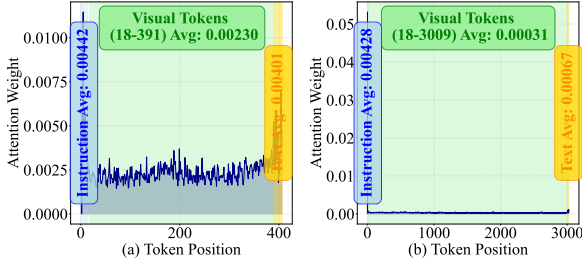 Visual Tokens
(18-391) Avg: 0.00230
Instruction Avg: 0.00442
Text Avg: 0.00401
Attention Weight
0.0100
0.0075
0.0050
0.0025
0.0000
0
200
400
(a) Token Position
Visual Tokens
(18-3009) Avg: 0.00031
Instruction Avg: 0.00428
Text Avg: 0.00067
Attention Weight
0.05
0.04
0.03
0.02
0.01
0.00
0
1000
2000
3000
(b) Token Position